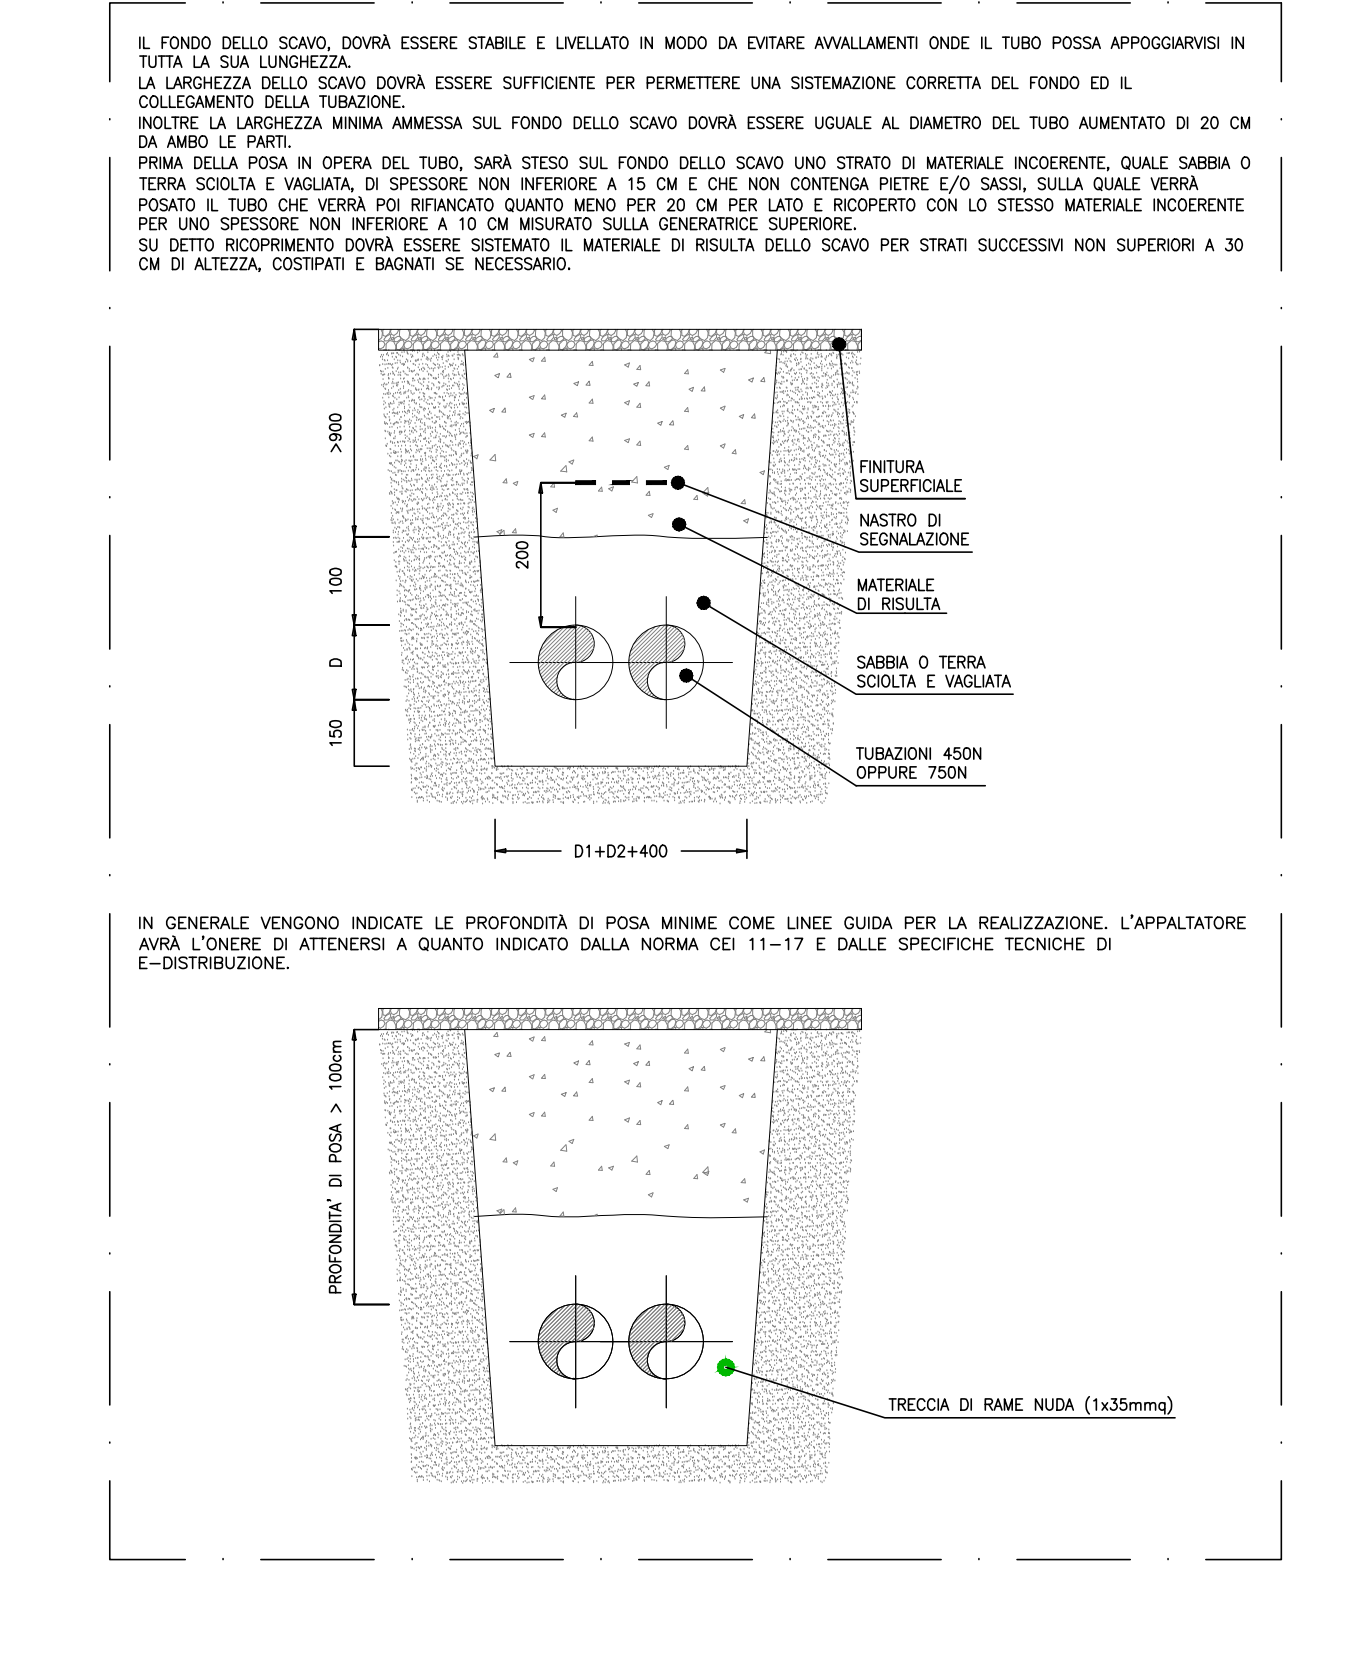 IL FONDO DELLO SCAVO, DOVRÀ ESSERE STABILE E LIVELLATO IN MODO DA EVITARE AVVALLAMENTI ONDE IL TUBO POSSA APPOGGIARVISI IN
TUTTA LA SUA LUNGHEZZA.
LA LARGHEZZA DELLO SCAVO DOVRÀ ESSERE SUFFICIENTE PER PERMETTERE UNA SISTEMAZIONE CORRETTA DEL FONDO ED IL
COLLEGAMENTO DELLA TUBAZIONE.
INOLTRE LA LARGHEZZA MINIMA AMMESSA SUL FONDO DELLO SCAVO DOVRÀ ESSERE UGUALE AL DIAMETRO DEL TUBO AUMENTATO DI 20 CM
DA AMBO LE PARTI.
PRIMA DELLA POSA IN OPERA DEL TUBO, SARÀ STESO SUL FONDO DELLO SCAVO UNO STRATO DI MATERIALE INCOERENTE, QUALE SABBIA O
TERRA SCIOLTA E VAGLIATA, DI SPESSORE NON INFERIORE A 15 CM E CHE NON CONTENGA PIETRE E/O SASSI, SULLA QUALE VERRÀ
POSATO IL TUBO CHE VERRÀ POI RIFIANCATO QUANTO MENO PER 20 CM PER LATO E RICOPERTO CON LO STESSO MATERIALE INCOERENTE
PER UNO SPESSORE NON INFERIORE A 10 CM MISURATO SULLA GENERATRICE SUPERIORE.
SU DETTO RICOPRIMENTO DOVRÀ ESSERE SISTEMATO IL MATERIALE DI RISULTA DELLO SCAVO PER STRATI SUCCESSIVI NON SUPERIORI A 30
CM DI ALTEZZA, COSTIPATI E BAGNATI SE NECESSARIO.
>900
100
D
150
200
FINITURA
SUPERFICIALE
NASTRO DI
SEGNALAZIONE
MATERIALE
DI RISULTA
SABBIA O TERRA
SCIOLTA E VAGLIATA
TUBAZIONI 450N
OPPURE 750N
D1+D2+400
IN GENERALE VENGONO INDICATE LE PROFONDITÀ DI POSA MINIME COME LINEE GUIDA PER LA REALIZZAZIONE. L'APPALTATORE
AVRÀ L'ONERE DI ATTENERSI A QUANTO INDICATO DALLA NORMA CEI 11-17 E DALLE SPECIFICHE TECNICHE DI
E-DISTRIBUZIONE.
PROFONDITA' DI POSA > 100cm
TRECCIA DI RAME NUDA (1x35mmq)